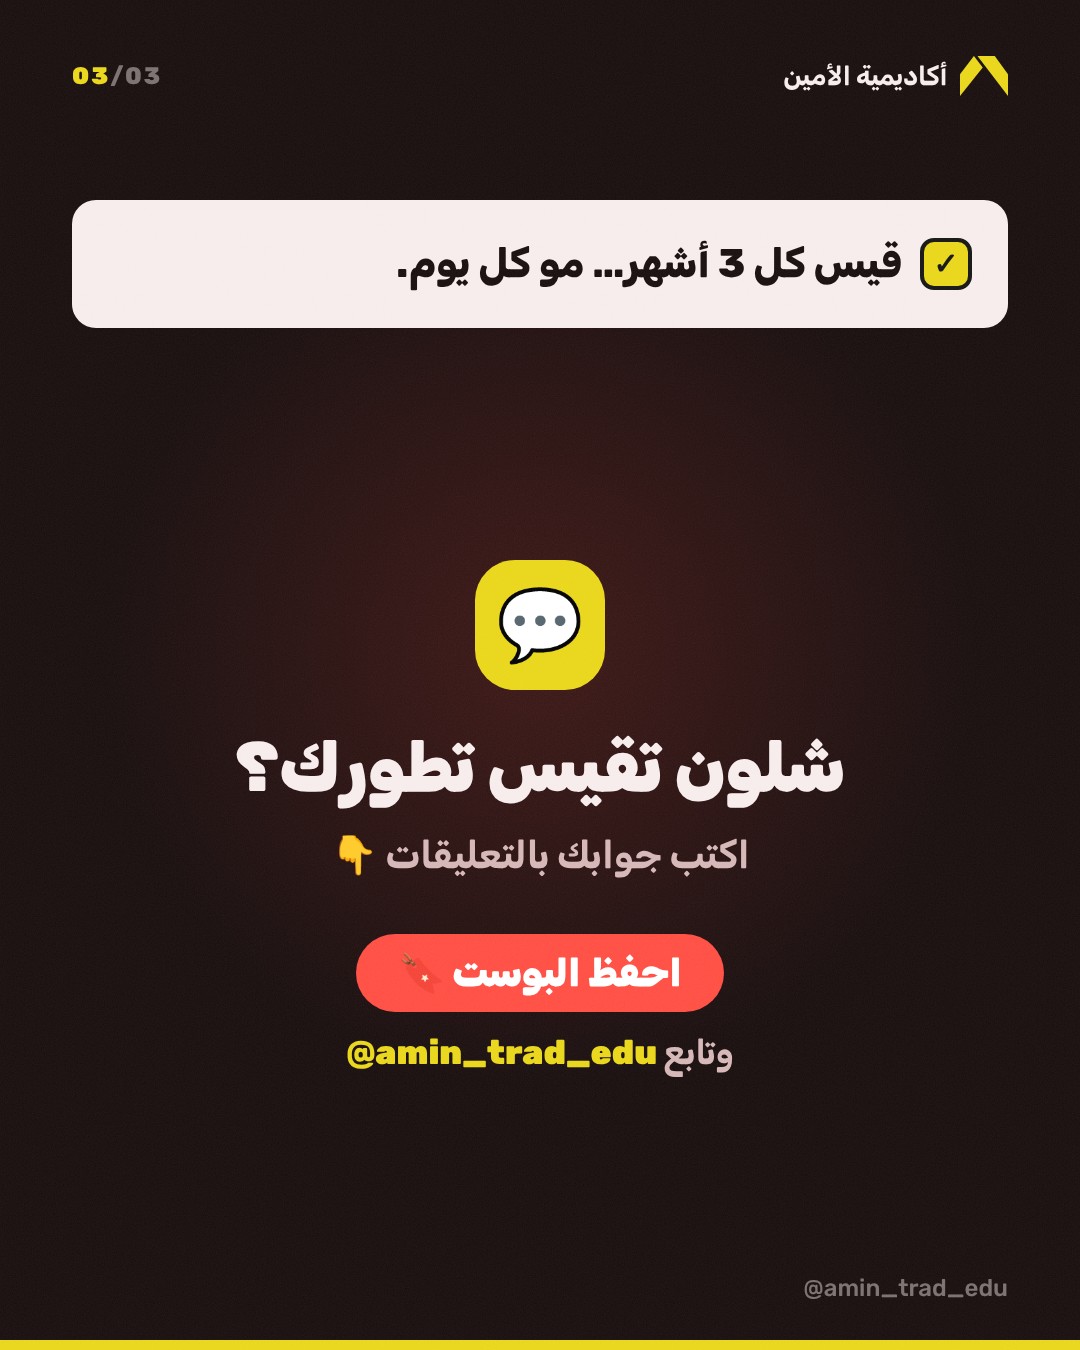 أكاديمية الأمين
03/03
✓ قيس كل 3 أشهر... مو كل يوم.
شلون تقيس تطورك؟
اكتب جوابك بالتعليقات 👇
احفظ البوست 🔖
وتابع @amin_trad_edu
@amin_trad_edu